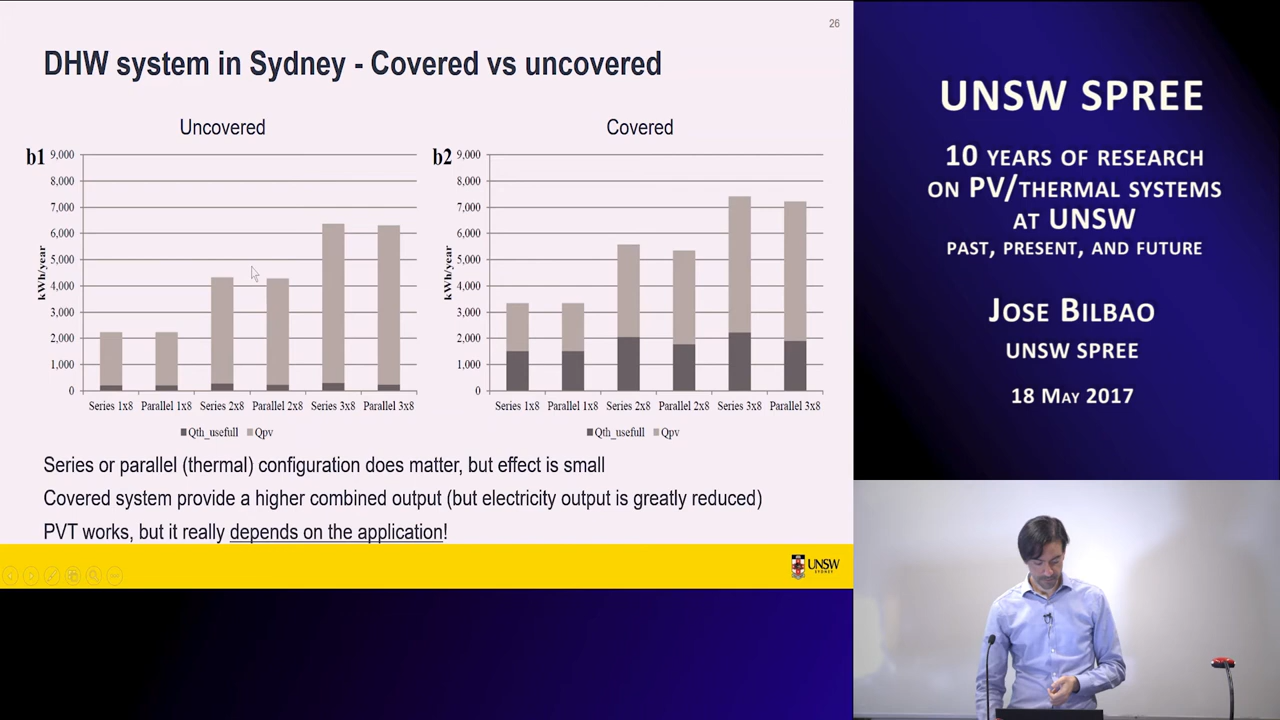 26
DHW system in Sydney - Covered vs uncovered
Uncovered
Covered
b1
9,000
8,000
7,000
6,000
5,000
4,000
3,000
2,000
1,000
0
kWh/year
Series 1x8 Parallel 1x8 Series 2x8 Parallel 2x8 Series 3x8 Parallel 3x8
Qth_usefull Qpv
b2
9,000
8,000
7,000
6,000
5,000
4,000
3,000
2,000
1,000
0
kWh/year
Series 1x8 Parallel 1x8 Series 2x8 Parallel 2x8 Series 3x8 Parallel 3x8
Qth_usefull Qpv
Series or parallel (thermal) configuration does matter, but effect is small
Covered system provide a higher combined output (but electricity output is greatly reduced)
PVT works, but it really depends on the application!
UNSW
SYDNEY
UNSW SPREE
10 YEARS OF RESEARCH
ON PV/THERMAL SYSTEMS
AT UNSW
PAST, PRESENT, AND FUTURE
JOSE BILBAO
UNSW SPREE
18 MAY 2017